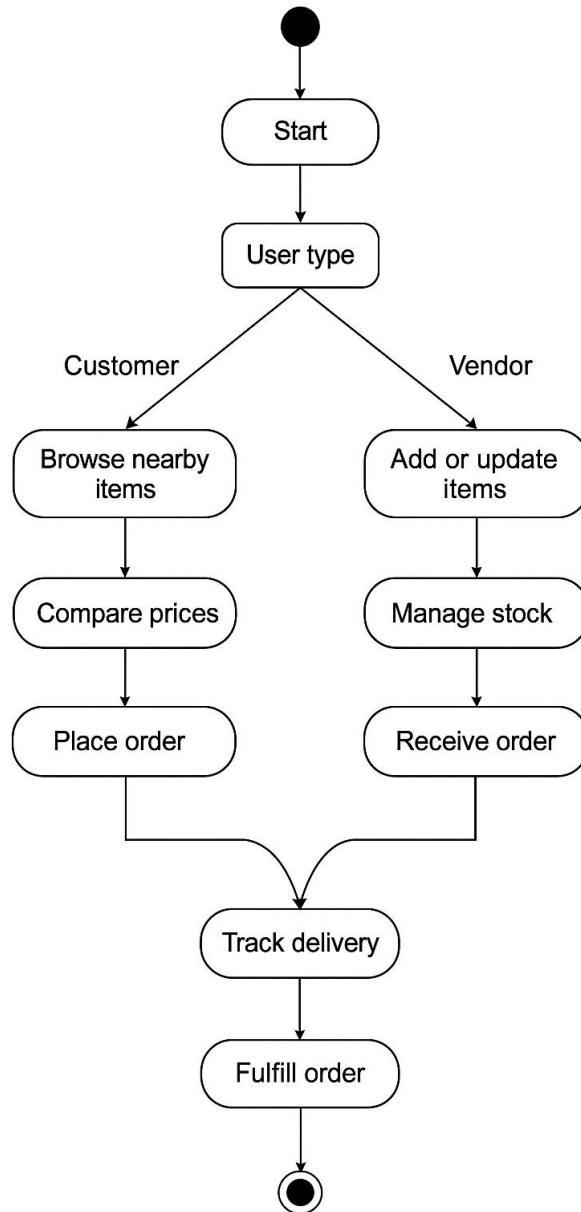 Start
User type
Customer
Vendor
Browse nearby
items
Add or update
items
Compare prices
Manage stock
Place order
Receive order
Track delivery
Fulfill order